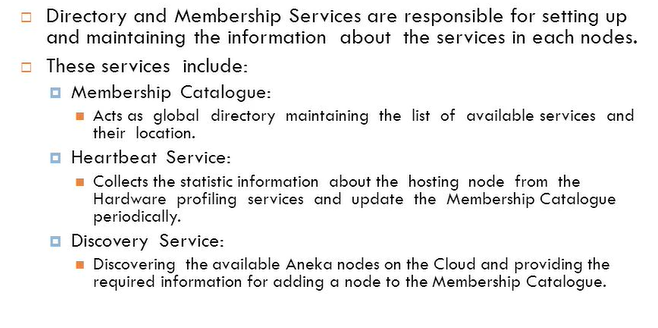 Directory and Membership Services are responsible for setting up
and maintaining the information about the services in each nodes.
These services include:
Membership Catalogue:
Acts as global directory maintaining the list of available services and
their location.
Heartbeat Service:
Collects the statistic information about the hosting node from the
Hardware profiling services and update the Membership Catalogue
periodically.
Discovery Service:
Discovering the available Aneka nodes on the Cloud and providing the
required information for adding a node to the Membership Catalogue.